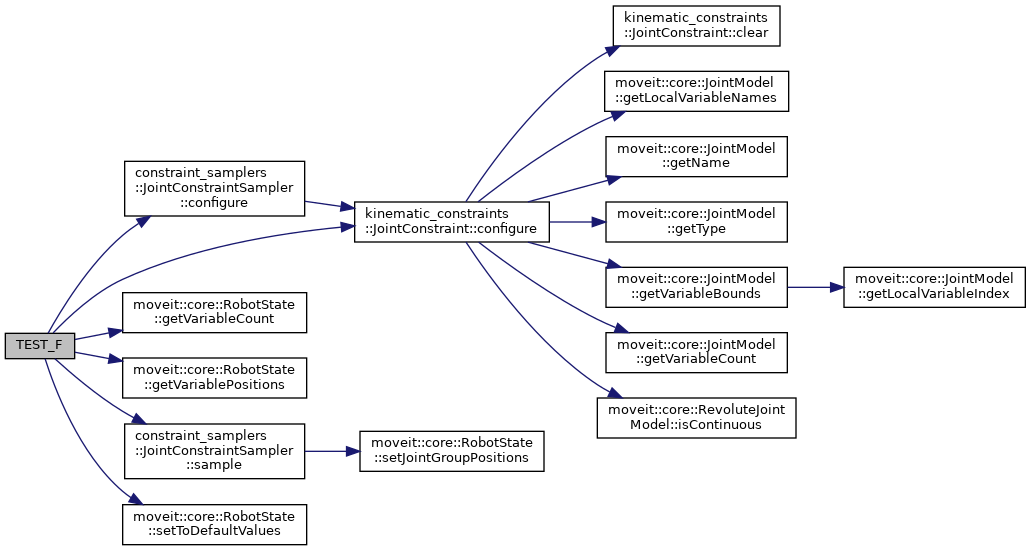 TEST_F
constraint_samplers
::JointConstraintSampler
::configure
moveit::core::RobotState
::getVariableCount
moveit::core::RobotState
::getVariablePositions
constraint_samplers
::JointConstraintSampler
::sample
moveit::core::RobotState
::setToDefaultValues
kinematic_constraints
::JointConstraint::configure
moveit::core::RobotState
::setJointGroupPositions
kinematic_constraints
::JointConstraint::clear
moveit::core::JointModel
::getLocalVariableNames
moveit::core::JointModel
::getName
moveit::core::JointModel
::getType
moveit::core::JointModel
::getVariableBounds
moveit::core::JointModel
::getVariableCount
moveit::core::RevoluteJoint
Model::isContinuous
moveit::core::JointModel
::getLocalVariableIndex